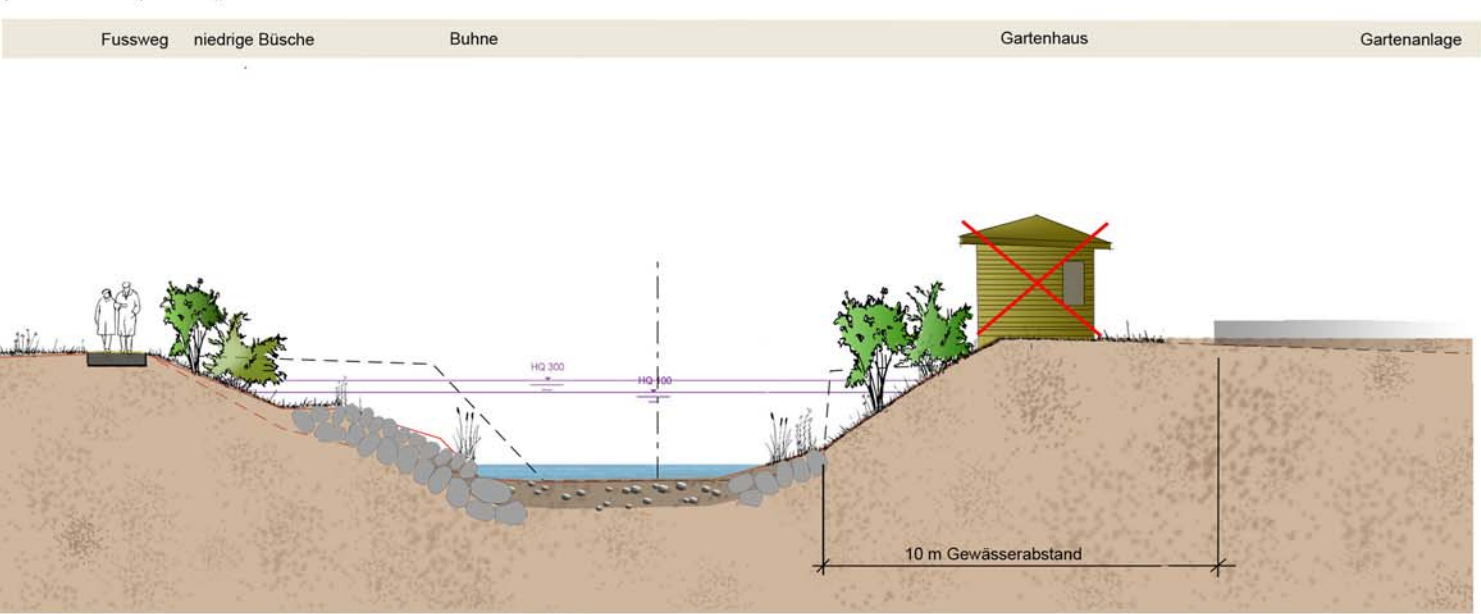 Fussweg niedrige Büsche Buhne Gartenhaus Gartenanlage
HQ 300
HQ 100
10 m Gewässerabstand